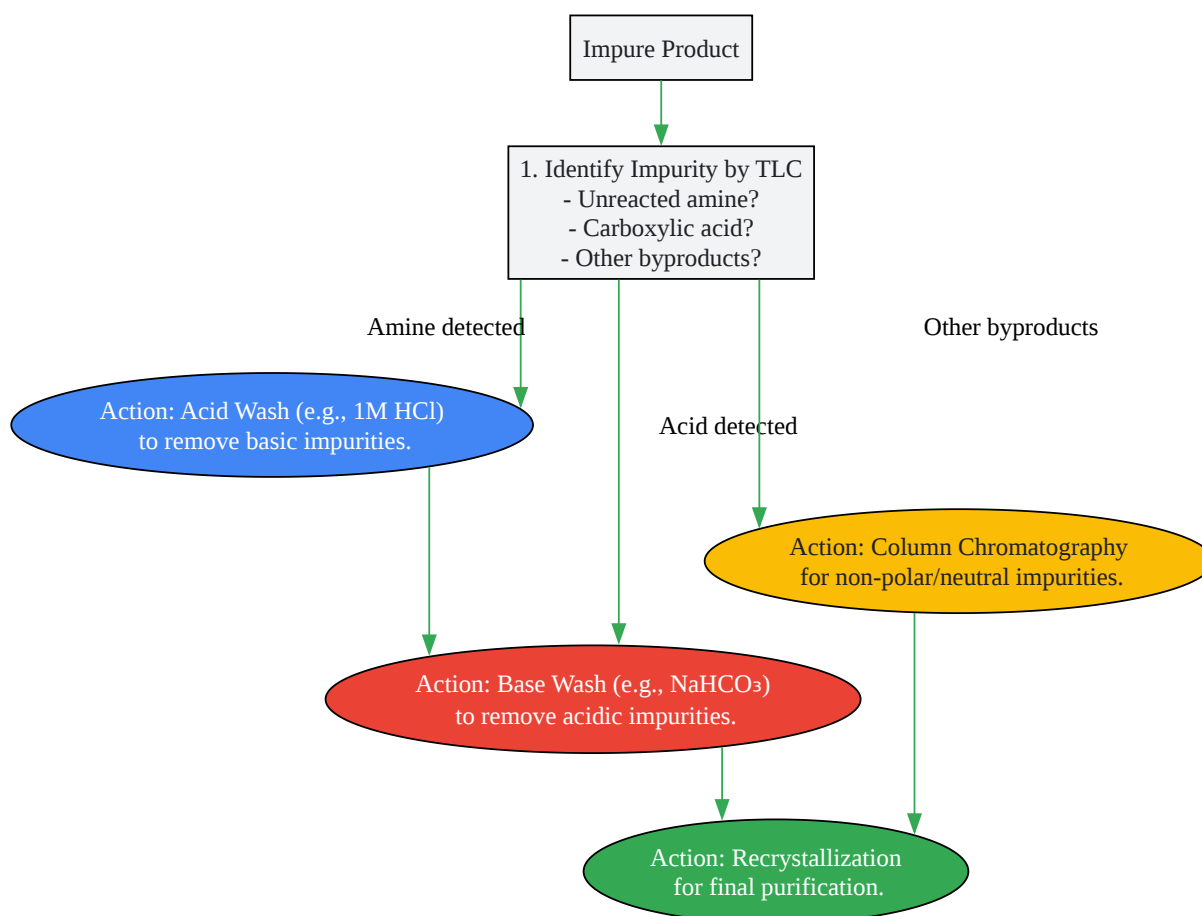 Impure Product
1. Identify Impurity by TLC
- Unreacted amine?
- Carboxylic acid?
- Other byproducts?
Amine detected
Other byproducts
Action: Acid Wash (e.g., 1M HCl)
to remove basic impurities.
Acid detected
Action: Column Chromatography
for non-polar/neutral impurities.
Action: Base Wash (e.g., NaHCO₃)
to remove acidic impurities.
Action: Recrystallization
for final purification.